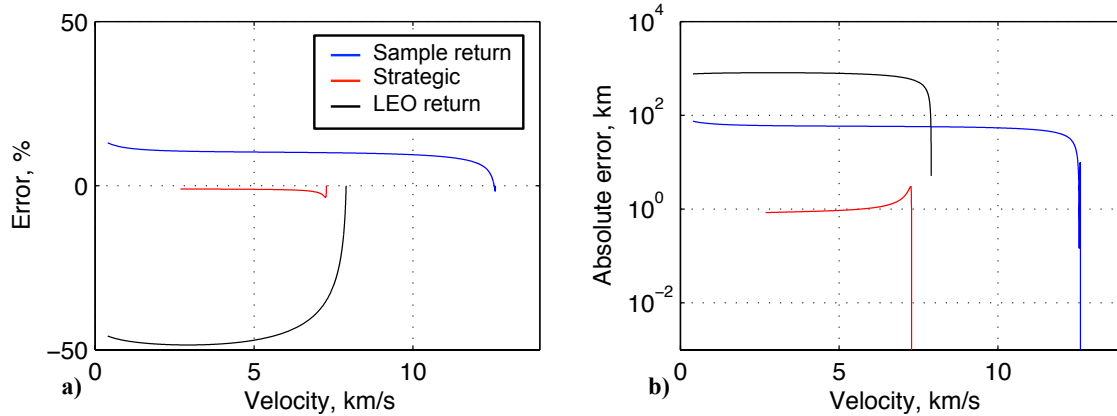 50
0
−50
Error, %
Sample return
Strategic
LEO return
0
5
10
Velocity, km/s
a)
10^4
10^2
10^0
10^−2
Absolute error, km
0
5
10
Velocity, km/s
b)